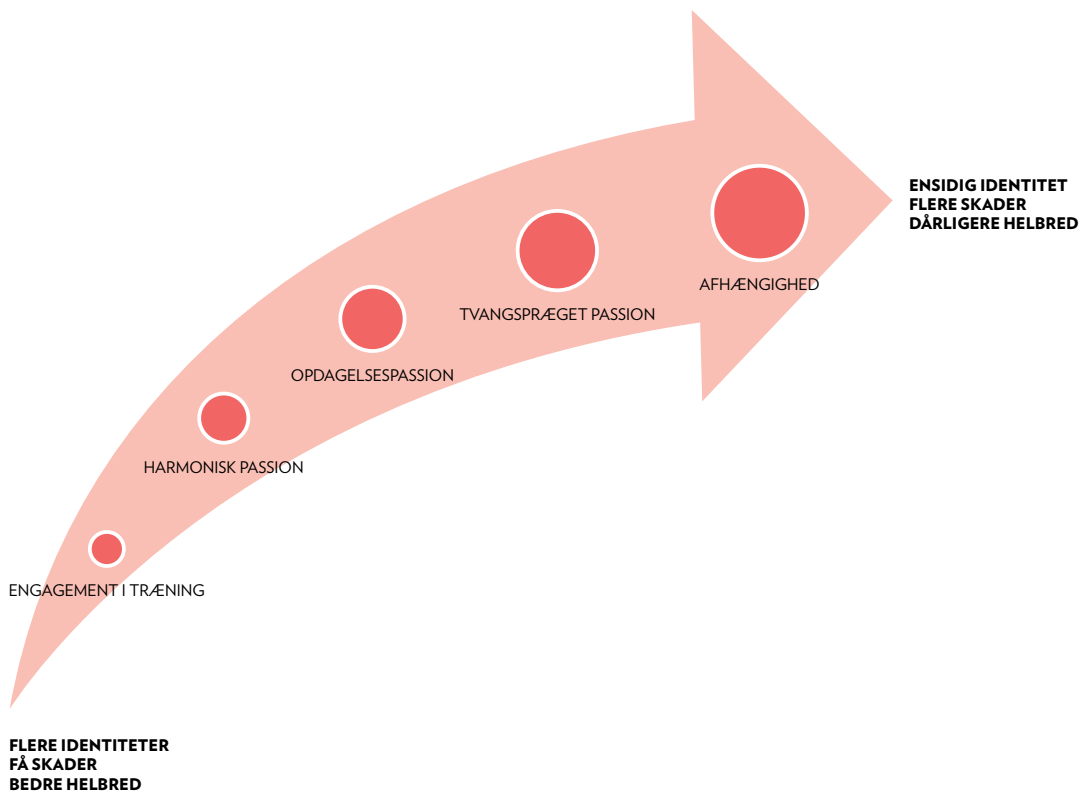 ENSIDIG IDENTITET
FLERE SKADER
DÅRLIGERE HELBRED
AFHÆNGIGHED
TVANGSPRÆGET PASSION
OPDAGELSESPASSION
HARMONISK PASSION
ENGAGEMENT I TRÆNING
FLERE IDENTITETER
FÅ SKADER
BEDRE HELBRED